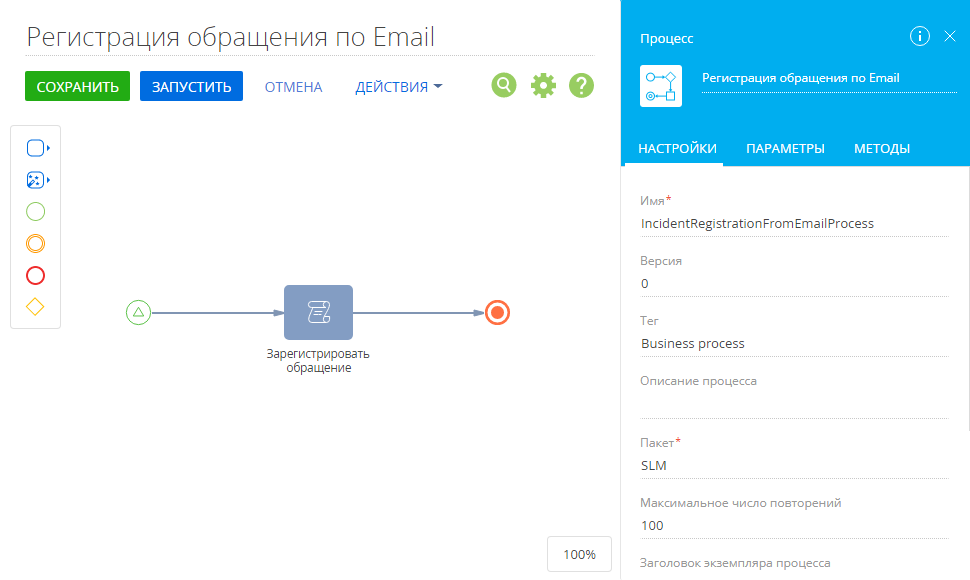 Регистрация обращения по Email
СОХРАНИТЬ
ЗАПУСТИТЬ
ОТМЕНА
ДЕЙСТВИЯ
?
Зарегистрировать
обращение
100%
Процесс
i
Регистрация обращения по Email
НАСТРОЙКИ
ПАРАМЕТРЫ
МЕТОДЫ
Имя*
IncidentRegistrationFromEmailProcess
Версия
0
Тег
Business process
Описание процесса
Пакет*
SLM
Максимальное число повторений
100
Заголовок экземпляра процесса